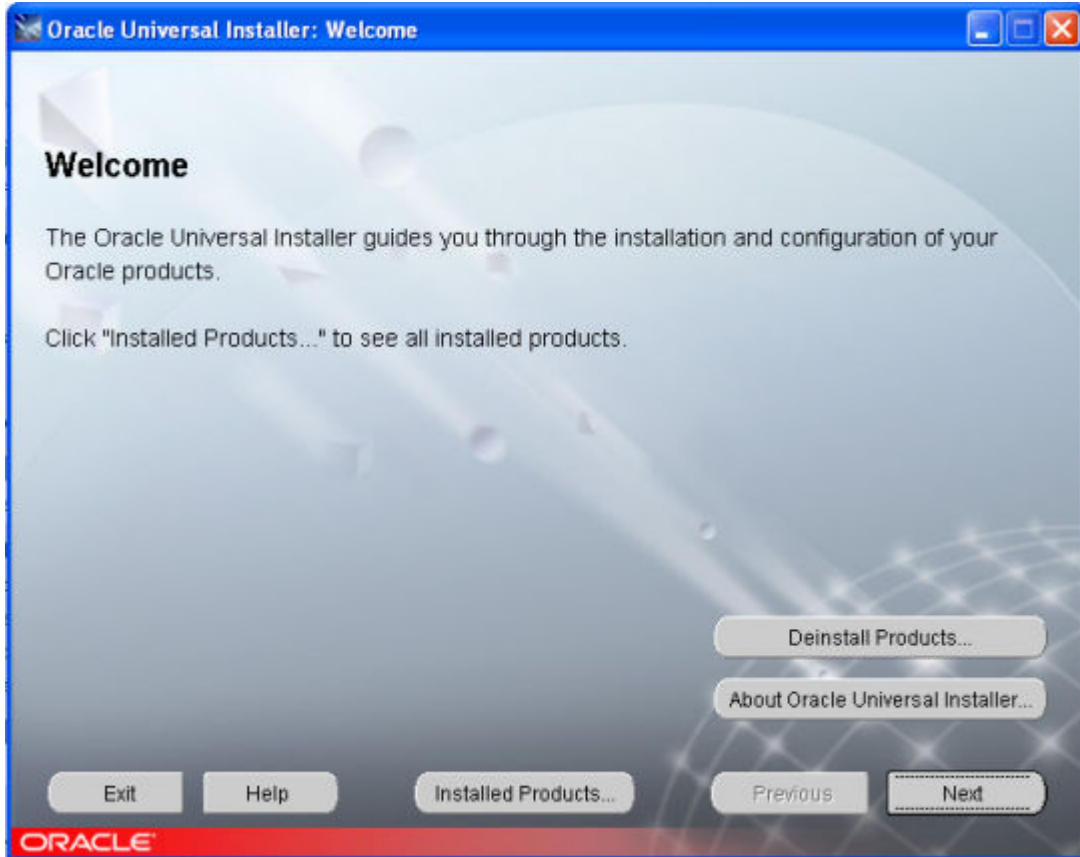 Oracle Universal Installer: Welcome
Welcome
The Oracle Universal Installer guides you through the installation and configuration of your
Oracle products.
Click "Installed Products..." to see all installed products.
Deinstall Products...
About Oracle Universal Installer...
Exit Help Installed Products... Previous Next
ORACLE